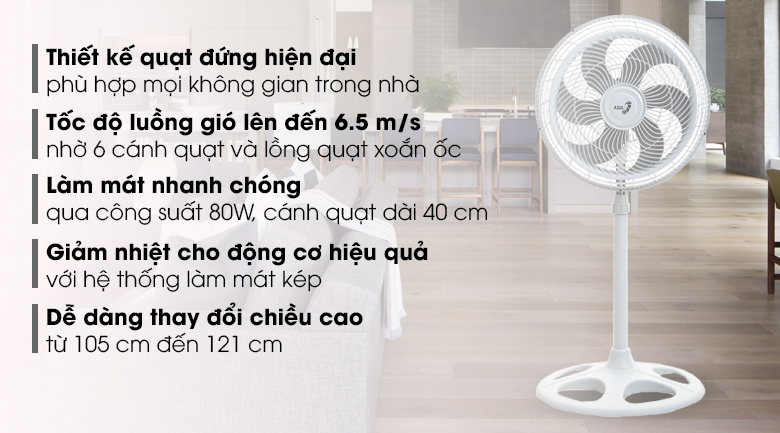 Thiết kế quạt đứng hiện đại
phù hợp mọi không gian trong nhà
Tốc độ luồng gió lên đến 6.5 m/s
nhờ 6 cánh quạt và lồng quạt xoắn ốc
Làm mát nhanh chóng
qua công suất 80W, cánh quạt dài 40 cm
Giảm nhiệt cho động cơ hiệu quả
với hệ thống làm mát kép
Dễ dàng thay đổi chiều cao
từ 105 cm đến 121 cm